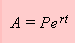 A = Pe^{rt}